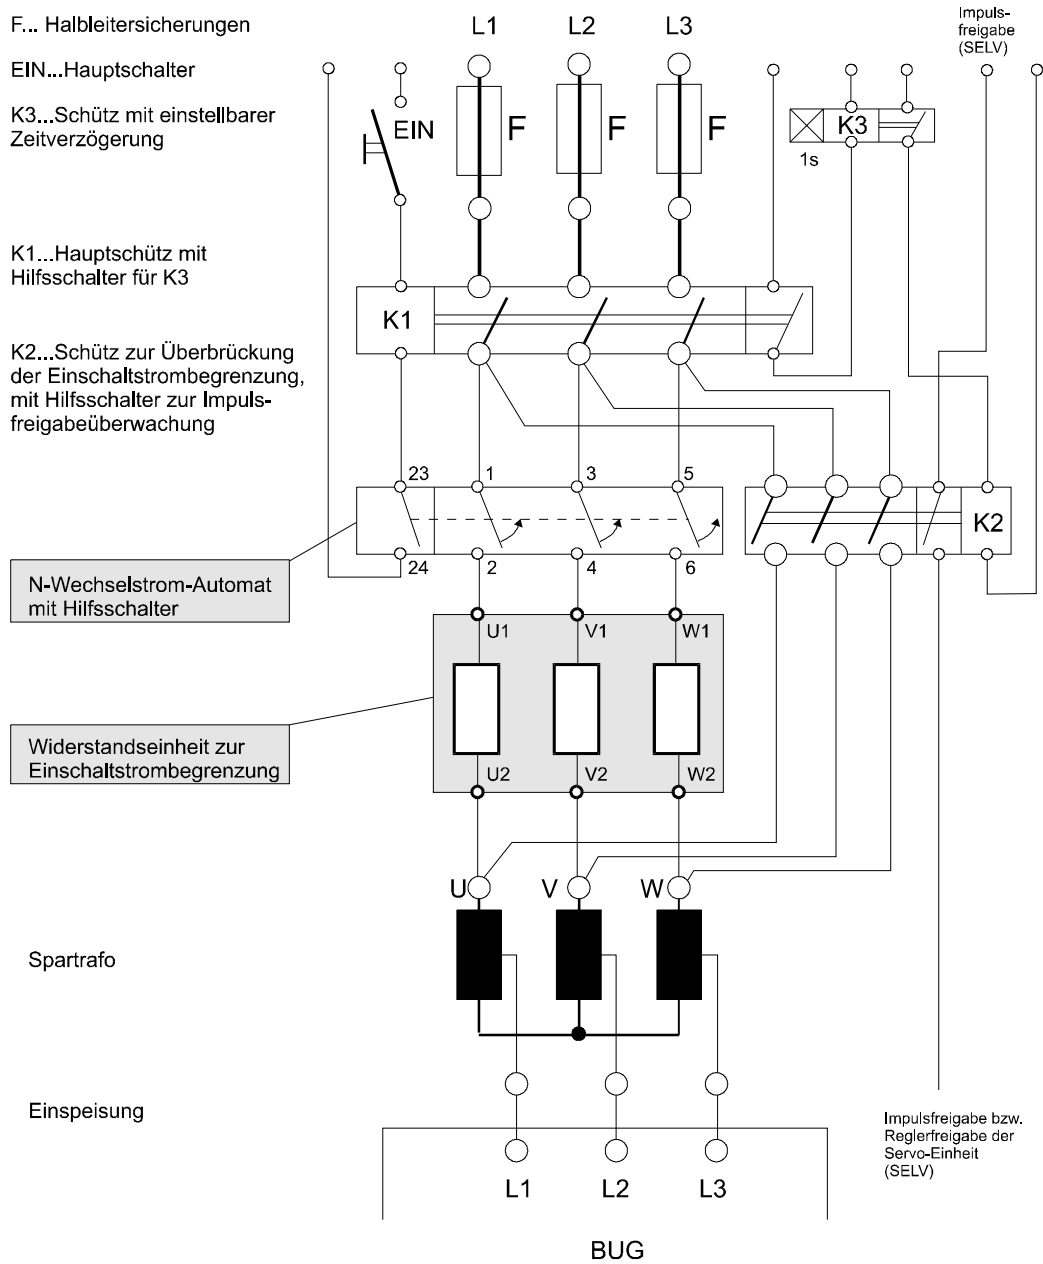 F... Halbleitersicherungen
L1 L2 L3
Impuls-
freigabe
(SELV)
EIN...Hauptschalter
K3...Schütz mit einstellbarer
Zeitverzögerung
EIN
F F F
K3
1s
K1...Hauptschütz mit
Hilfsschalter für K3
K1
K2...Schütz zur Überbrückung
der Einschaltstrombegrenzung,
mit Hilfsschalter zur Impuls-
freigabeüberwachung
23 1 3 5
K2
24 2 4 6
N-Wechselstrom-Automat
mit Hilfsschalter
U1 V1 W1
Widerstandseinheit zur
Einschaltstrombegrenzung
U2 V2 W2
U V W
Spartrafo
Einspeisung
Impulsfreigabe bzw.
Reglerfreigabe der
Servo-Einheit
(SELV)
L1 L2 L3
BUG